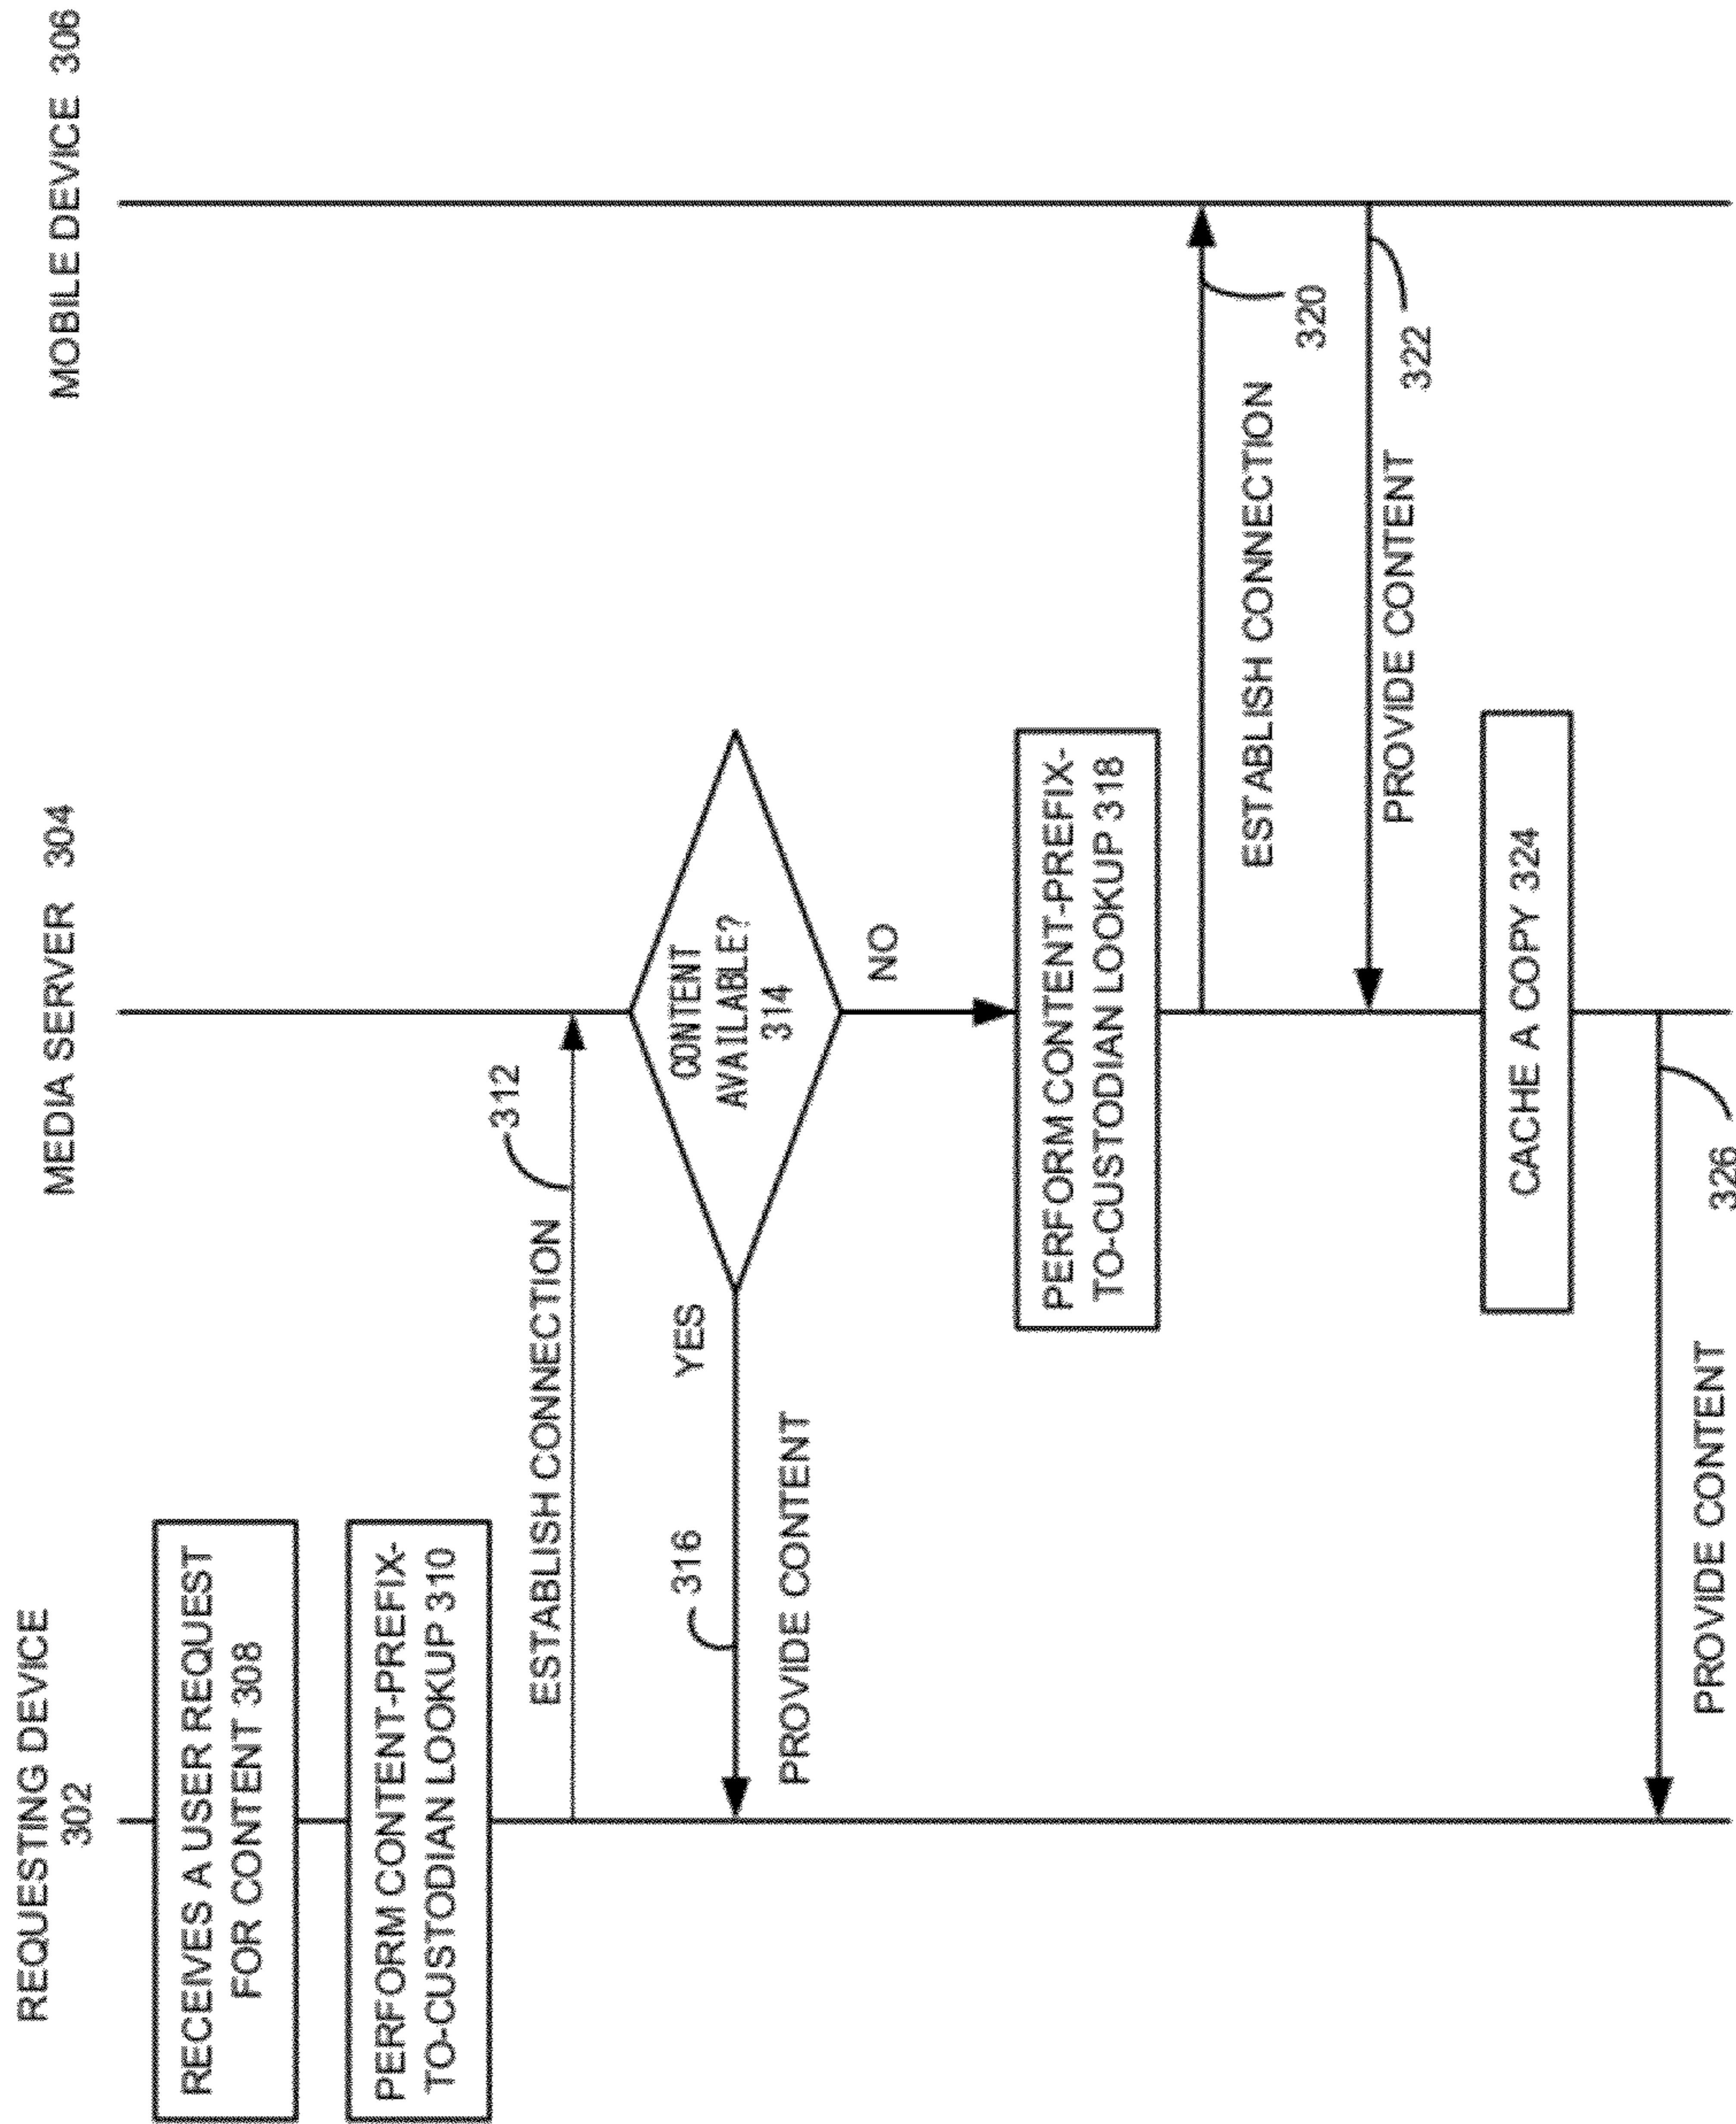 REQUESTING DEVICE
302
MEDIA SERVER 304
MOBILE DEVICE 306
RECEIVES A USER REQUEST
FOR CONTENT 308
PERFORM CONTENT-PREFIX-
TO-CUSTODIAN LOOKUP 310
ESTABLISH CONNECTION
312
CONTENT
AVAILABLE?
314
YES
316
PROVIDE CONTENT
NO
PERFORM CONTENT-PREFIX-
TO-CUSTODIAN LOOKUP 318
ESTABLISH CONNECTION
320
PROVIDE CONTENT
322
CACHE A COPY 324
PROVIDE CONTENT
326